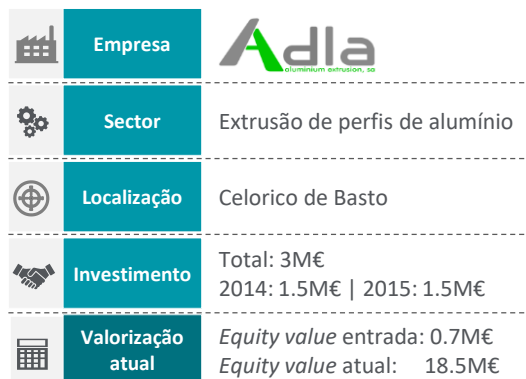 Empresa
Adla
aluminium extrusion, sa
Sector
Extrusão de perfis de alumínio
Localização
Celorico de Basto
Investimento
Total: 3M€
2014: 1.5M€ | 2015: 1.5M€
Valorização
atual
Equity value entrada: 0.7M€
Equity value atual: 18.5M€